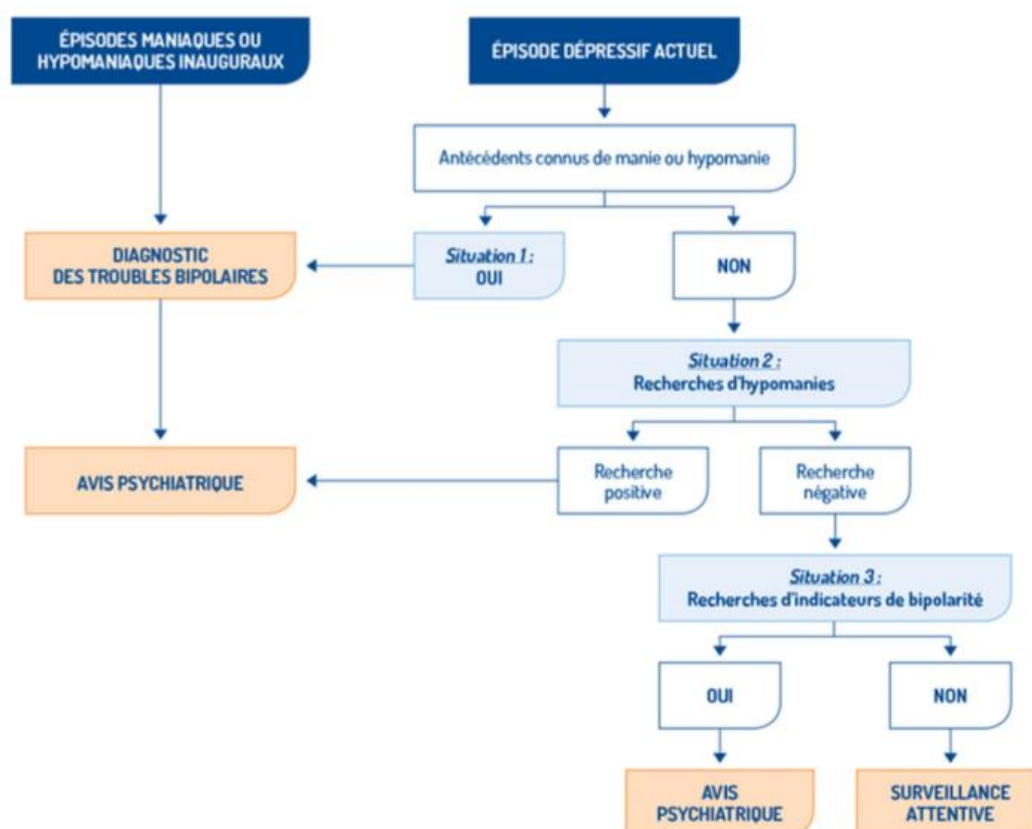 ÉPISODES MANIAQUES OU
HYPOMANIAQUES INAUGURAUX
ÉPISODE DÉPRESSIF ACTUEL
Antécédents connus de manie ou hypomanie
DIAGNOSTIC
DES TROUBLES BIPOLAIRES
Situation 1 :
OUI
NON
Situation 2 :
Recherches d'hypomanies
AVIS PSYCHIATRIQUE
Recherche
positive
Recherche
négative
Situation 3 :
Recherches d'indicateurs de bipolarité
OUI
NON
AVIS
PSYCHIATRIQUE
SURVEILLANCE
ATTENTIVE